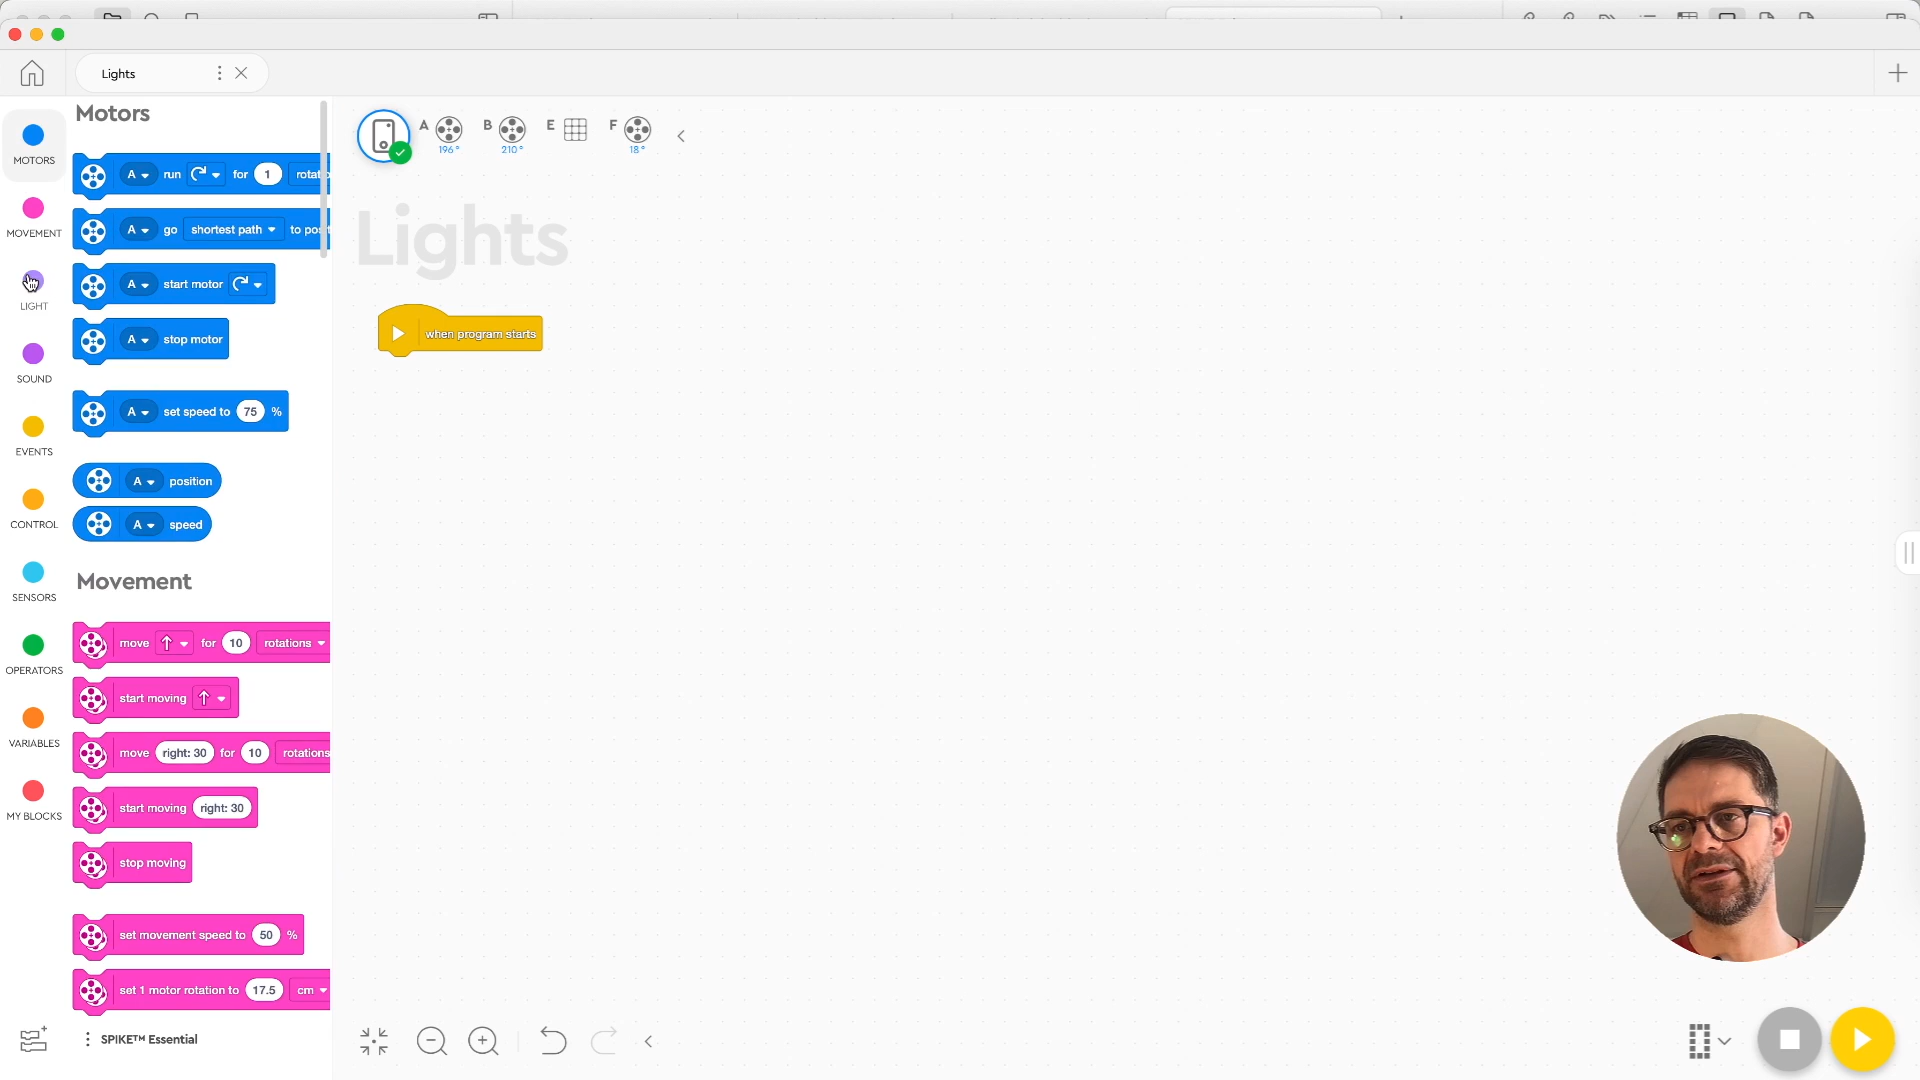 Lights
MOTORS
MOVEMENT
LIGHT
SOUND
EVENTS
CONTROL
SENSORS
OPERATORS
VARIABLES
MY BLOCKS
Motors
A run for 1
A go shortest path to
A start motor
A stop motor
A set speed to 75 %
A position
A speed
Movement
move for 10 rotations
start moving
move right: 30 for 10 rotations
start moving right: 30
stop moving
set movement speed to 50 %
set 1 motor rotation to 17.5 cm
SPIKE™ Essential
A B E F
196° 210° 18°
Lights
when program starts